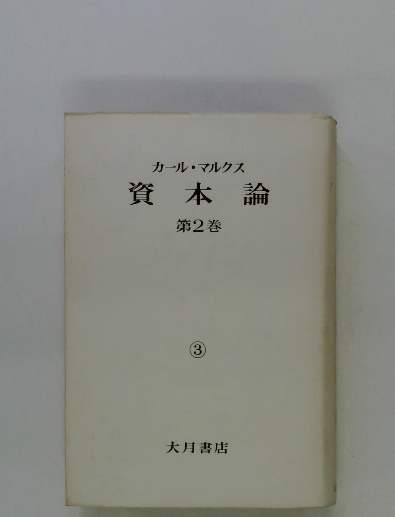 カール・マルクス
資本論
第2巻
③
大月書店